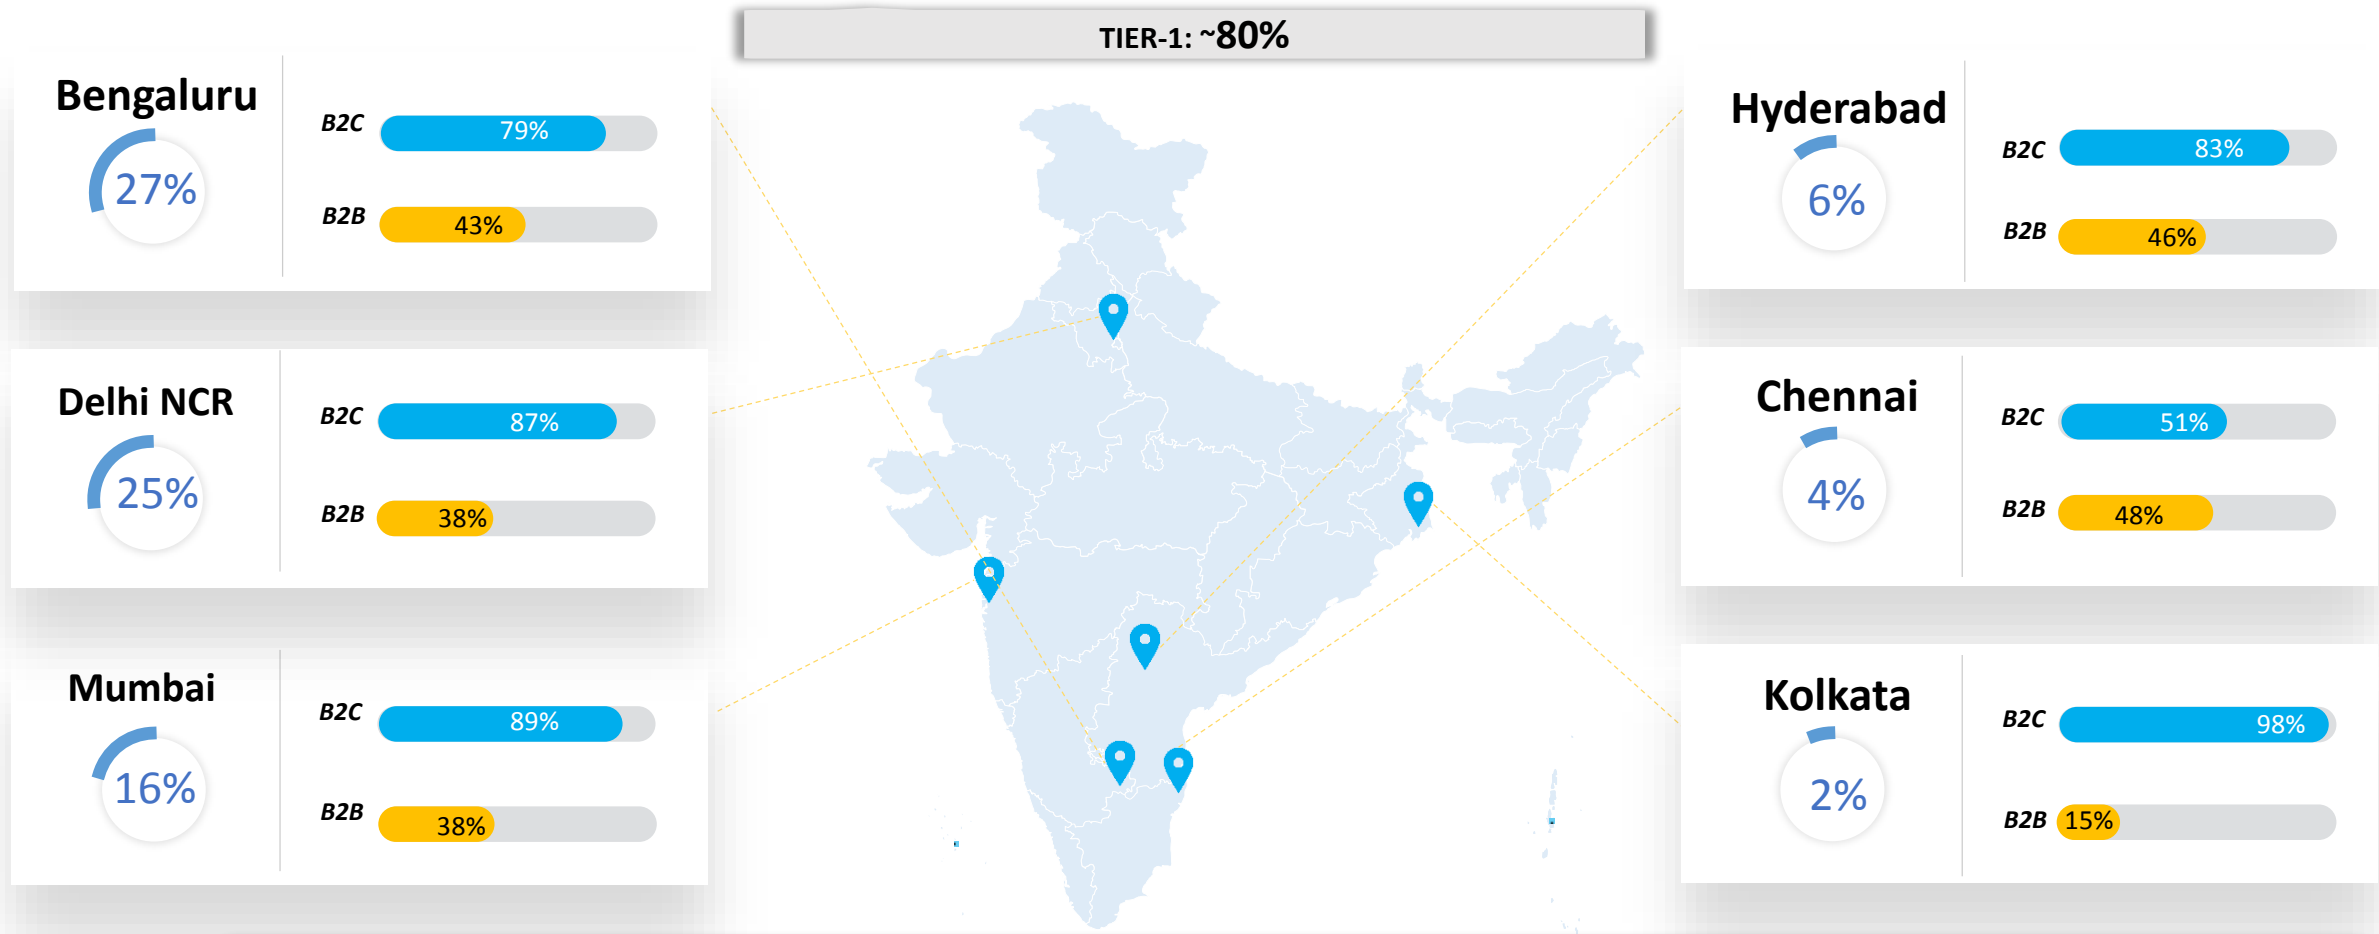 TIER-1: ~80%
Bengaluru
27%
B2C 79%
B2B 43%
Delhi NCR
25%
B2C 87%
B2B 38%
Mumbai
16%
B2C 89%
B2B 38%
Hyderabad
6%
B2C 83%
B2B 46%
Chennai
4%
B2C 51%
B2B 48%
Kolkata
2%
B2C 98%
B2B 15%